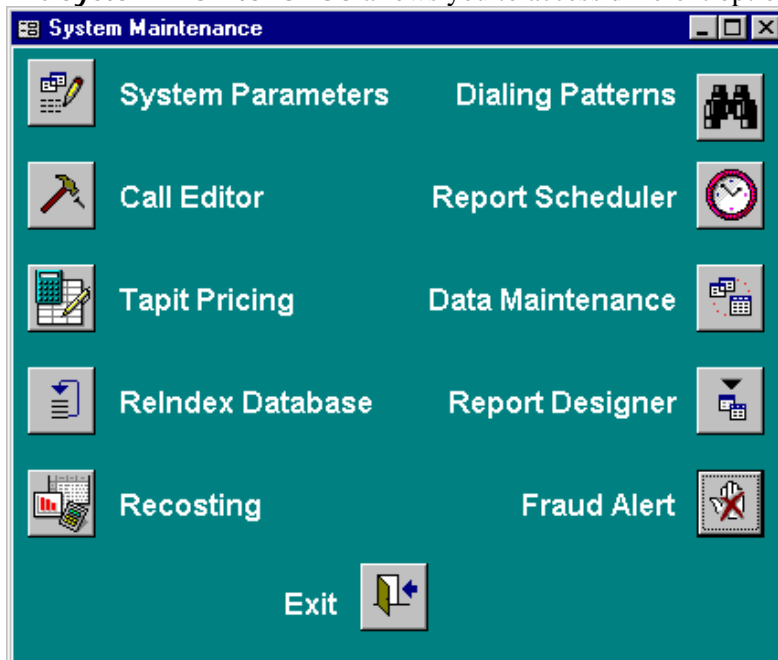 System Maintenance
System Parameters Dialing Patterns
Call Editor Report Scheduler
Tapit Pricing Data Maintenance
ReIndex Database Report Designer
Recosting Fraud Alert
Exit